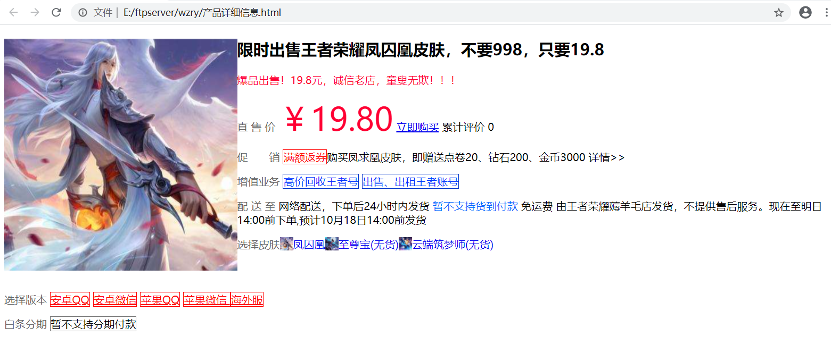 文件 | E:/ftpserver/wzry/产品详细信息.html
限时出售王者荣耀凤囚凰皮肤，不要998，只要19.8
爆品出售！19.8元，诚信老店，童叟无欺！！！
直 售 价 ￥19.80 立即购买 累计评价 0
促 销 满额返券购买凤求凰皮肤，即赠送点卷20、钻石200、金币3000 详情>>
增值业务 高价回收王者号 出售、出租王者账号
配 送 至 网络配送，下单后24小时内发货 暂不支持货到付款 免运费 由王者荣耀薅羊毛店发货，不提供售后服务。现在至明日
14:00前下单,预计10月18日14:00前发货
选择皮肤 凤囚凰 至尊宝(无货) 云端筑梦师(无货)
选择版本 安卓QQ 安卓微信 苹果QQ 苹果微信 海外服
白条分期 暂不支持分期付款